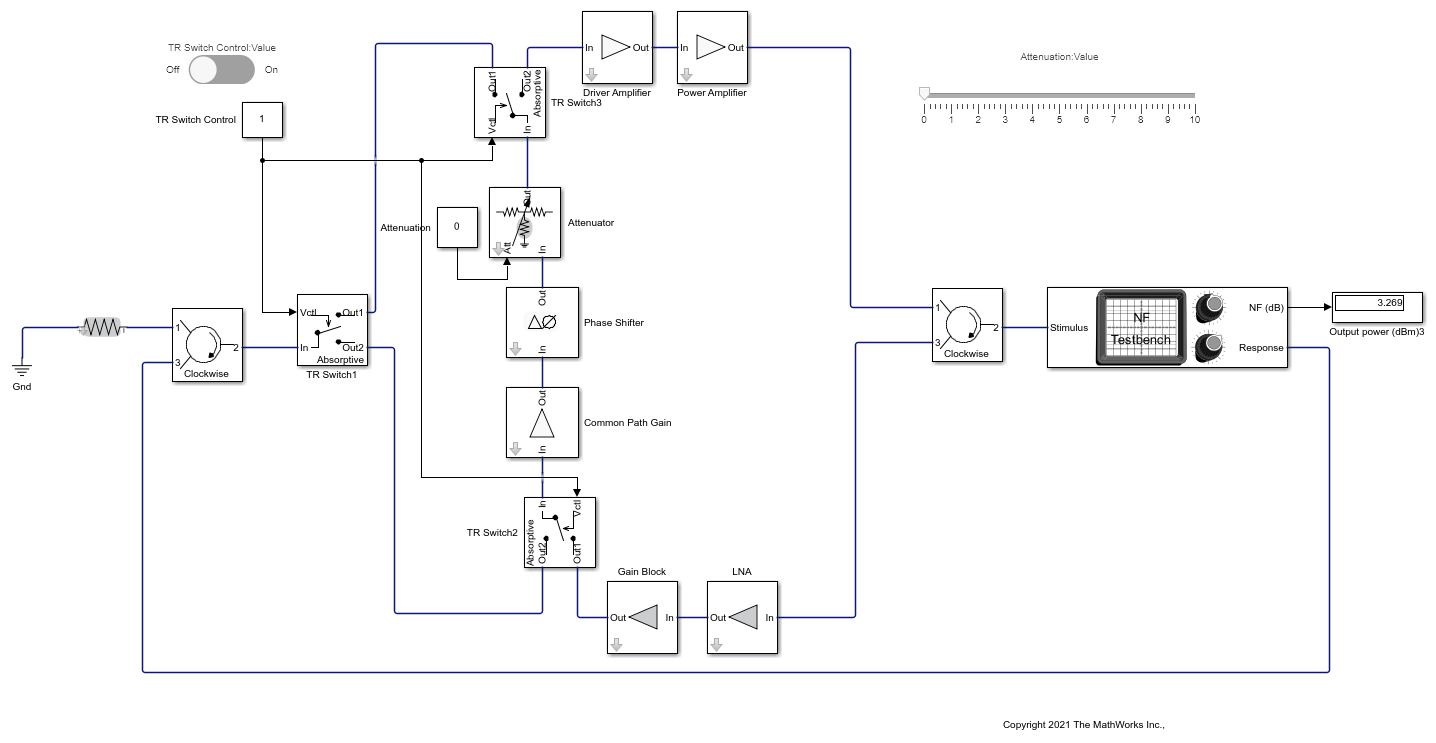 TR Switch Control:Value
Off
On
TR Switch Control
1
Out1
Out2
Absorptive
Vctl
In
TR Switch3
In
Out
Driver Amplifier
In
Out
Power Amplifier
Attenuation:Value
0 1 2 3 4 5 6 7 8 9 10
Attenuation
0
Out
Att
In
Attenuator
Out
In
Phase Shifter
Out
In
Common Path Gain
Gnd
1
2
3
Clockwise
Vctl
Out1
In
Out2
Absorptive
TR Switch1
In
Vctl
Absorptive
Out2
Out1
TR Switch2
Gain Block
Out
In
LNA
Out
In
1
2
3
Clockwise
Stimulus
NF
Testbench
NF (dB)
Response
3.269
Output power (dBm)3
Copyright 2021 The MathWorks Inc.,